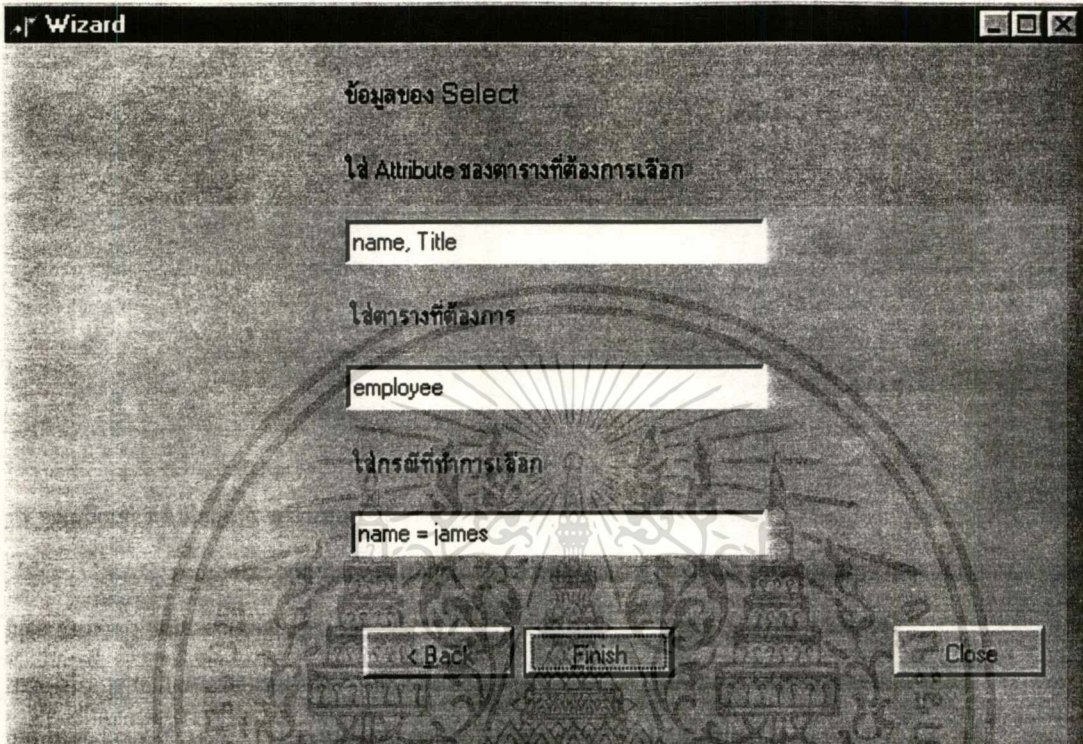 Wizard
ข้อมูลของ Select
ใส่ Attribute ของตารางที่ต้องการเลือก
name, Title
ใส่ตารางที่ต้องการ
employee
ใส่กรณีที่ทำการเลือก
name = james
< Back Finish Close